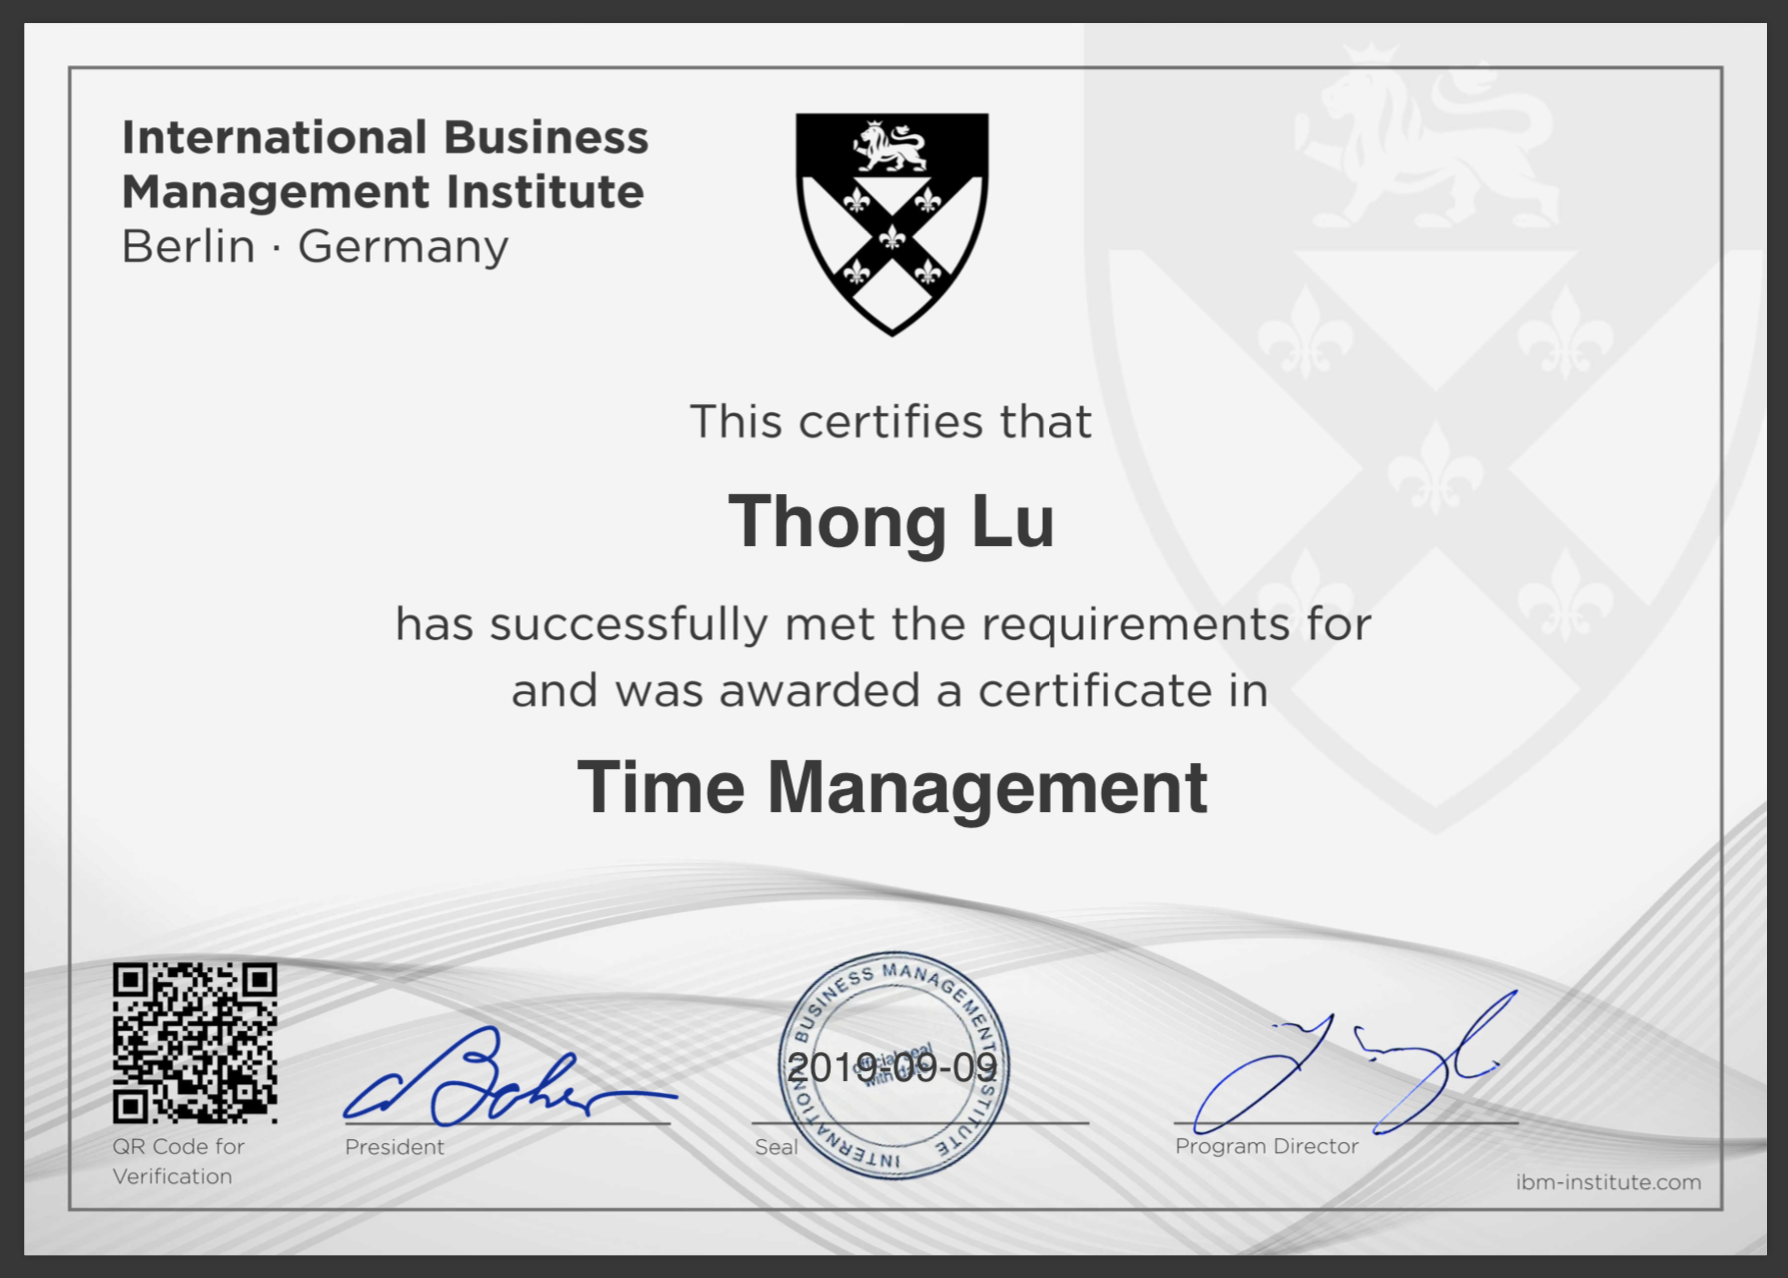 International Business
Management Institute
Berlin · Germany
This certifies that
Thong Lu
has successfully met the requirements for
and was awarded a certificate in
Time Management
INTERNATIONAL BUSINESS MANAGEMENT INSTITUTE
official seal
with date
2019-09-09
QR Code for
Verification
President
Seal
Program Director
ibm-institute.com